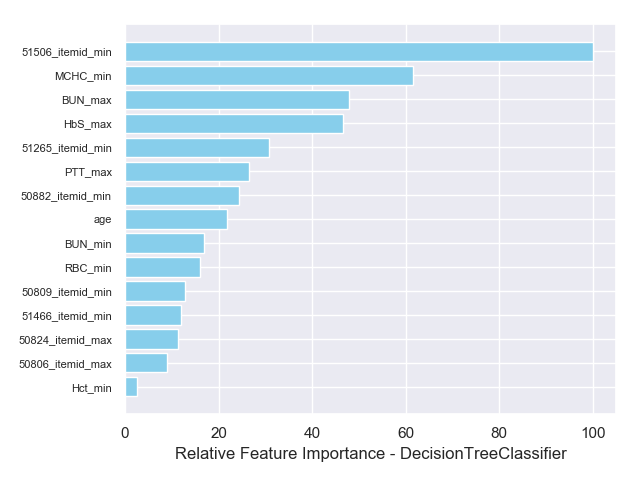 51506_itemid_min
MCHC_min
BUN_max
HbS_max
51265_itemid_min
PTT_max
50882_itemid_min
age
BUN_min
RBC_min
50809_itemid_min
51466_itemid_min
50824_itemid_max
50806_itemid_max
Hct_min
0 20 40 60 80 100
Relative Feature Importance - DecisionTreeClassifier